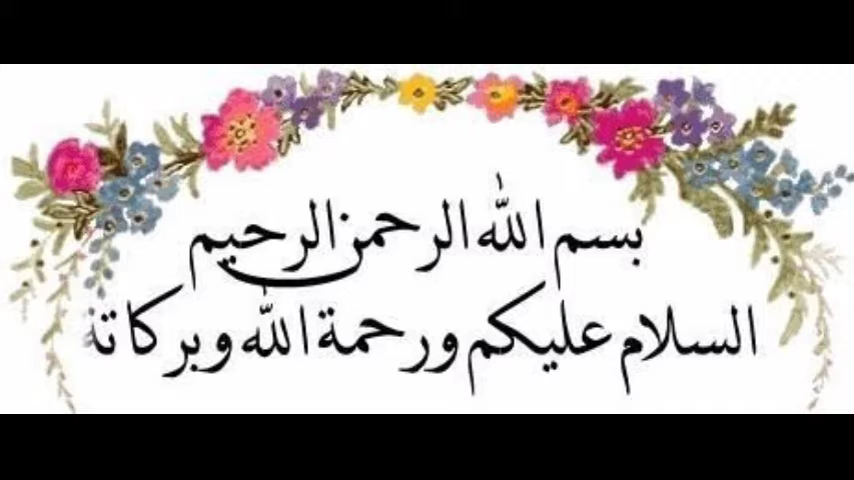 بسم الله الرحمن الرحيم
السلام عليكم ورحمة الله وبركاتة